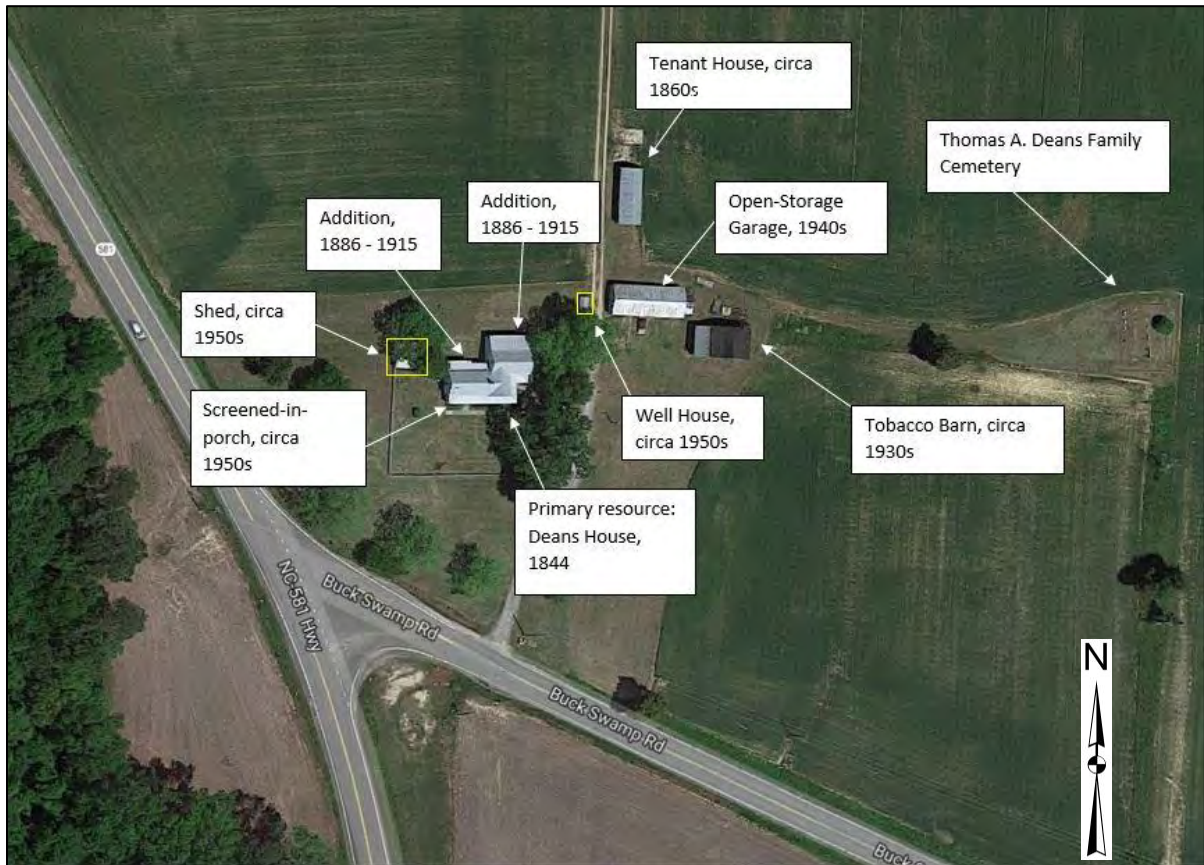 Tenant House, circa
1860s
Thomas A. Deans Family
Cemetery
Addition,
1886 - 1915
Addition,
1886 - 1915
Open-Storage
Garage, 1940s
581
Shed, circa
1950s
Screened-in-
porch, circa
1950s
Well House,
circa 1950s
Tobacco Barn, circa
1930s
Primary resource:
Deans House,
1844
Buck Swamp Rd
NC-581 Hwy
Buck Swamp Rd
N